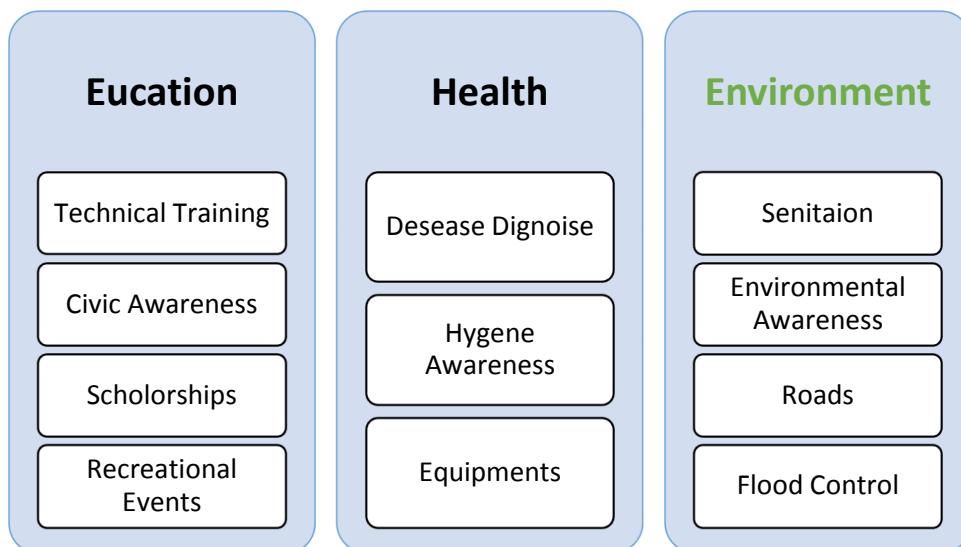 Eucation
Technical Training
Civic Awareness
Scholorships
Recreational
Events
Health
Desease Dignoise
Hygene
Awareness
Equipments
Environment
Senitaion
Environmental
Awareness
Roads
Flood Control